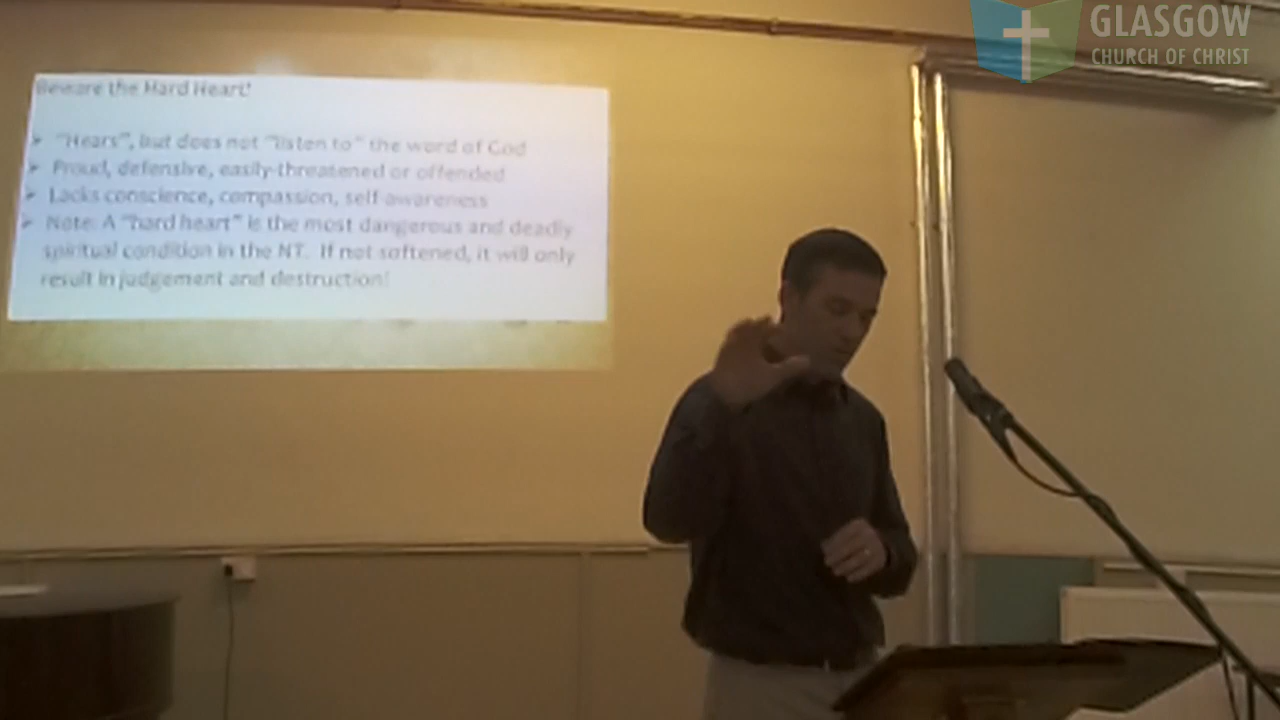 GLASGOW
CHURCH OF CHRIST
Beware the Hard Heart!
"Hears", but does not "listen to" the word of God
Proud, defensive, easily-threatened or offended
Lacks conscience, compassion, self-awareness
Note: A "hard heart" is the most dangerous and deadly
spiritual condition in the NT. If not softened, it will only
result in judgement and destruction!